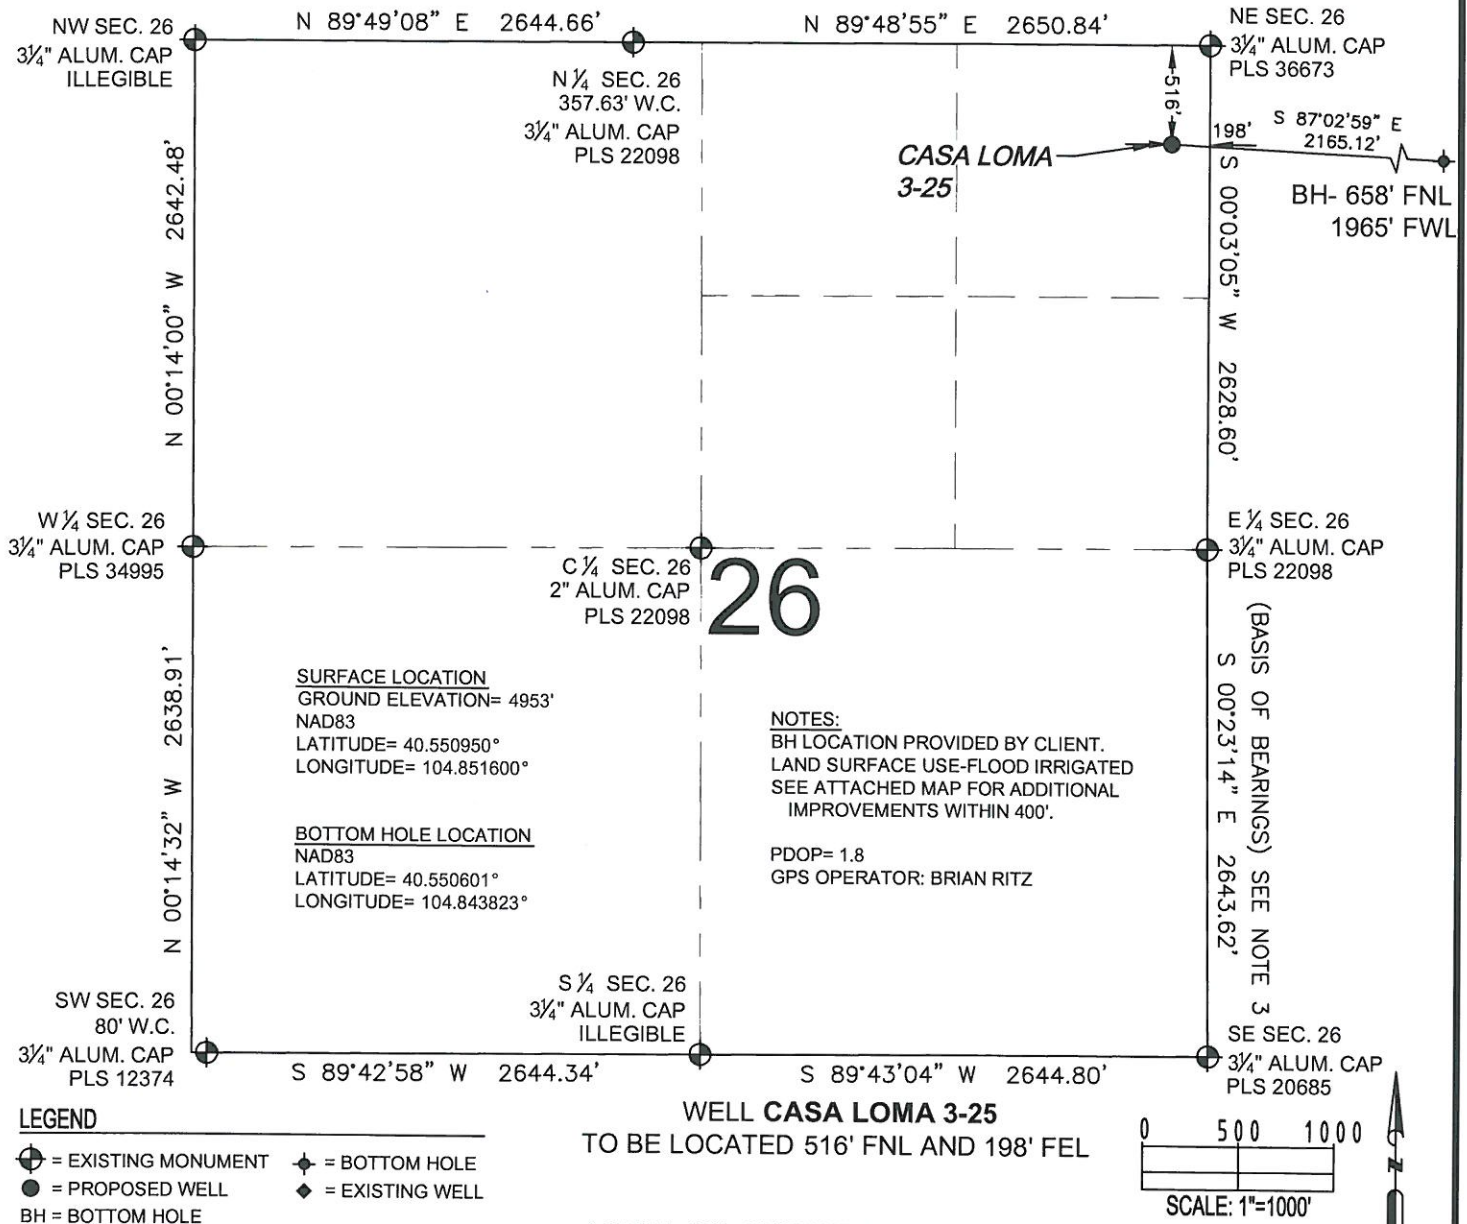 NW SEC. 26
3¼" ALUM. CAP
ILLEGIBLE
N 89°49'08" E 2644.66'
N 89°48'55" E 2650.84'
NE SEC. 26
3¼" ALUM. CAP
PLS 36673
N ¼ SEC. 26
357.63' W.C.
3¼" ALUM. CAP
PLS 22098
516'
198'
S 87°02'59" E
2165.12'
CASA LOMA
3-25
BH- 658' FNL
1965' FWL
N 00°14'00" W 2642.48'
S 00°03'05" W 2628.60'
W ¼ SEC. 26
3¼" ALUM. CAP
PLS 34995
C ¼ SEC. 26
2" ALUM. CAP
PLS 22098
26
E ¼ SEC. 26
3¼" ALUM. CAP
PLS 22098
N 00°14'32" W 2638.91'
S 00°23'14" E 2643.62'
(BASIS OF BEARINGS) SEE NOTE 3
SURFACE LOCATION
GROUND ELEVATION= 4953'
NAD83
LATITUDE= 40.550950°
LONGITUDE= 104.851600°
BOTTOM HOLE LOCATION
NAD83
LATITUDE= 40.550601°
LONGITUDE= 104.843823°
NOTES:
BH LOCATION PROVIDED BY CLIENT.
LAND SURFACE USE-FLOOD IRRIGATED
SEE ATTACHED MAP FOR ADDITIONAL
IMPROVEMENTS WITHIN 400'.
PDOP= 1.8
GPS OPERATOR: BRIAN RITZ
SW SEC. 26
80' W.C.
3¼" ALUM. CAP
PLS 12374
S ¼ SEC. 26
3¼" ALUM. CAP
ILLEGIBLE
SE SEC. 26
3¼" ALUM. CAP
PLS 20685
S 89°42'58" W 2644.34'
S 89°43'04" W 2644.80'
LEGEND
= EXISTING MONUMENT
= BOTTOM HOLE
= PROPOSED WELL
= EXISTING WELL
BH = BOTTOM HOLE
WELL CASA LOMA 3-25
TO BE LOCATED 516' FNL AND 198' FEL
0 500 1000
SCALE: 1"=1000'
N